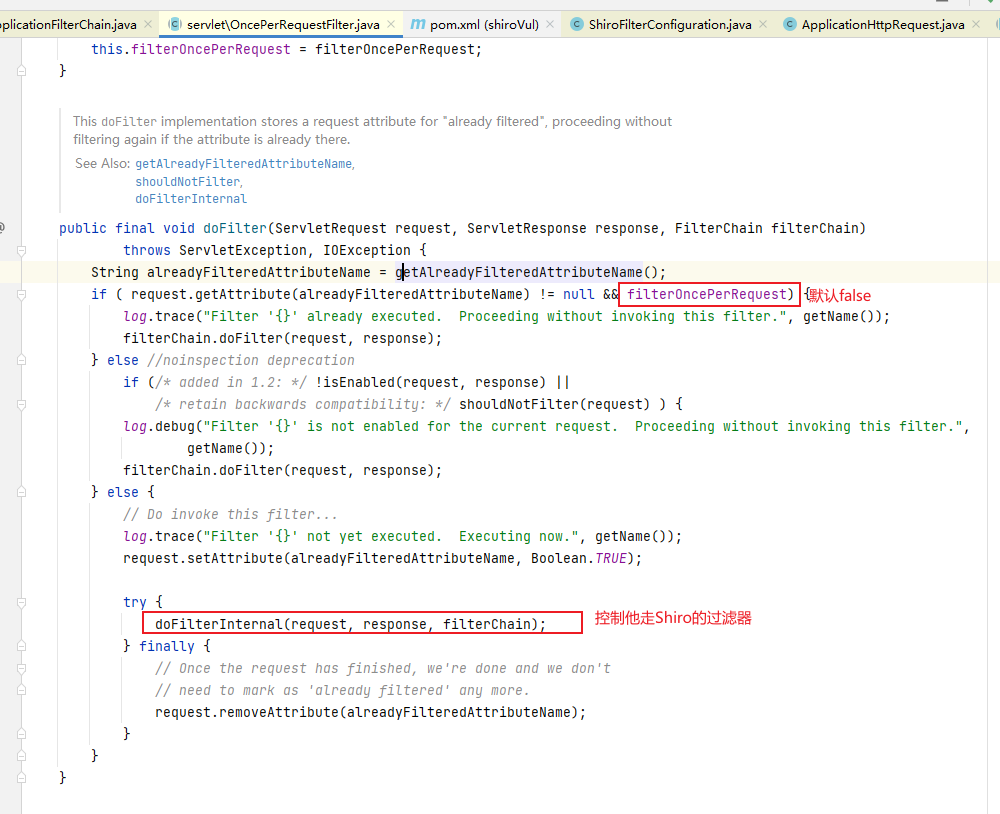 plicationFilterChain.java servlet\OncePerRequestFilter.java pom.xml (shiroVul) ShiroFilterConfiguration.java ApplicationHttpRequest.java
this.filterOncePerRequest = filterOncePerRequest;
}
This doFilter implementation stores a request attribute for "already filtered", proceeding without
filtering again if the attribute is already there.
See Also: getAlreadyFilteredAttributeName,
shouldNotFilter,
doFilterInternal
public final void doFilter(ServletRequest request, ServletResponse response, FilterChain filterChain)
throws ServletException, IOException {
String alreadyFilteredAttributeName = getAlreadyFilteredAttributeName();
if ( request.getAttribute(alreadyFilteredAttributeName) != null && filterOncePerRequest) { 默认false
log.trace("Filter '{}' already executed.  Proceeding without invoking this filter.", getName());
filterChain.doFilter(request, response);
} else //noinspection deprecation
if (/* added in 1.2: */ !isEnabled(request, response) ||
/* retain backwards compatibility: */ shouldNotFilter(request) ) {
log.debug("Filter '{}' is not enabled for the current request.  Proceeding without invoking this filter.",
getName());
filterChain.doFilter(request, response);
} else {
// Do invoke this filter...
log.trace("Filter '{}' not yet executed.  Executing now.", getName());
request.setAttribute(alreadyFilteredAttributeName, Boolean.TRUE);
try {
doFilterInternal(request, response, filterChain); 控制他走Shiro的过滤器
} finally {
// Once the request has finished, we're done and we don't
// need to mark as 'already filtered' any more.
request.removeAttribute(alreadyFilteredAttributeName);
}
}
}